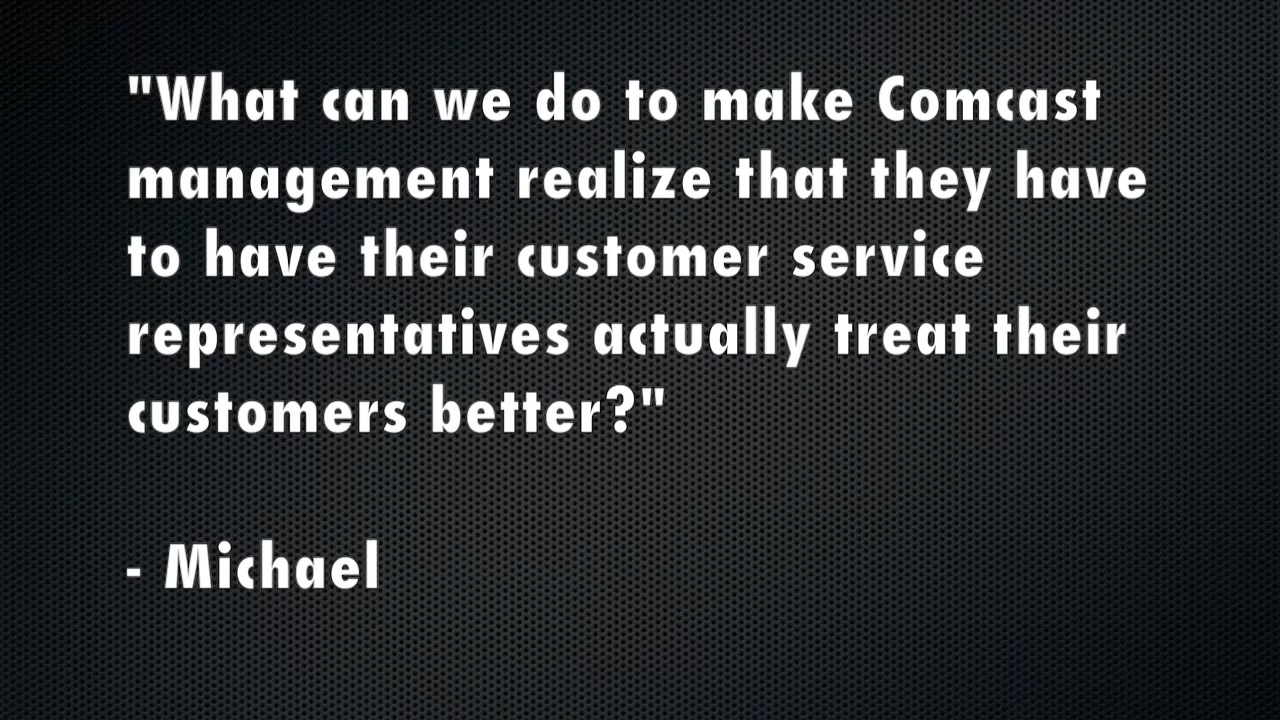 "What can we do to make Comcast
management realize that they have
to have their customer service
representatives actually treat their
customers better?"
- Michael